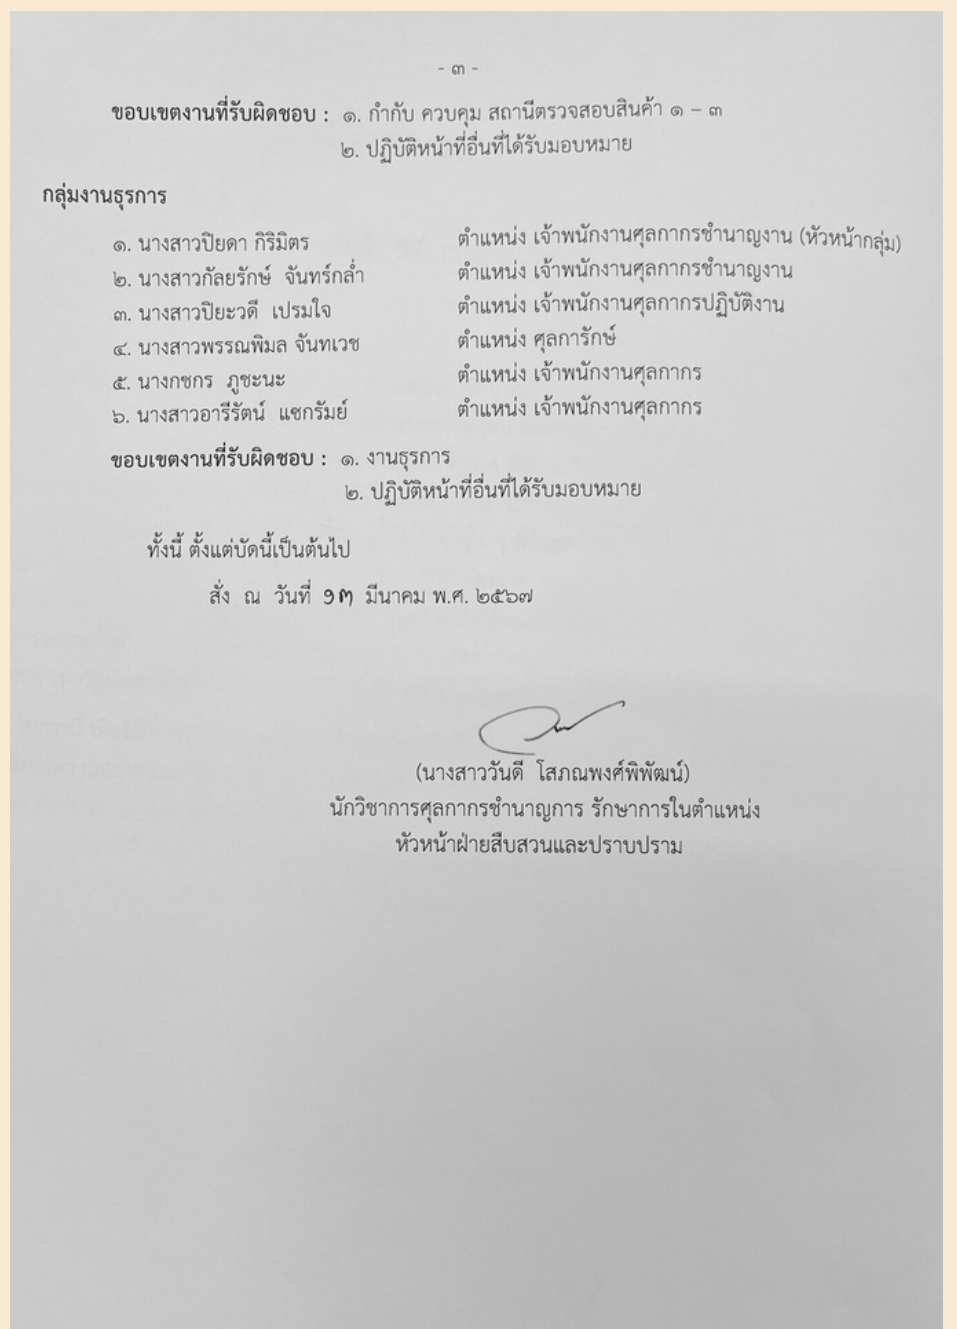 - ๓ -
ขอบเขตงานที่รับผิดชอบ : ๑. กำกับ ควบคุม สถานีตรวจสอบสินค้า ๑ – ๓
๒. ปฏิบัติหน้าที่อื่นที่ได้รับมอบหมาย
กลุ่มงานธุรการ
๑. นางสาวปิยดา กิริมิตร ตำแหน่ง เจ้าพนักงานศุลกากรชำนาญงาน (หัวหน้ากลุ่ม)
๒. นางสาวกัลยรักษ์ จันทร์กล่ำ ตำแหน่ง เจ้าพนักงานศุลกากรชำนาญงาน
๓. นางสาวปิยะวดี เปรมใจ ตำแหน่ง เจ้าพนักงานศุลกากรปฏิบัติงาน
๔. นางสาวพรรณพิมล จันทเวช ตำแหน่ง ศุลการักษ์
๕. นางกชกร ภูชะนะ ตำแหน่ง เจ้าพนักงานศุลกากร
๖. นางสาวอารีรัตน์ แซกรัมย์ ตำแหน่ง เจ้าพนักงานศุลกากร
ขอบเขตงานที่รับผิดชอบ : ๑. งานธุรการ
๒. ปฏิบัติหน้าที่อื่นที่ได้รับมอบหมาย
ทั้งนี้ ตั้งแต่บัดนี้เป็นต้นไป
สั่ง ณ วันที่ ๑๓ มีนาคม พ.ศ. ๒๕๖๗
(นางสาววันดี โสภณพงศ์พิพัฒน์)
นักวิชาการศุลกากรชำนาญการ รักษาการในตำแหน่ง
หัวหน้าฝ่ายสืบสวนและปราบปราม